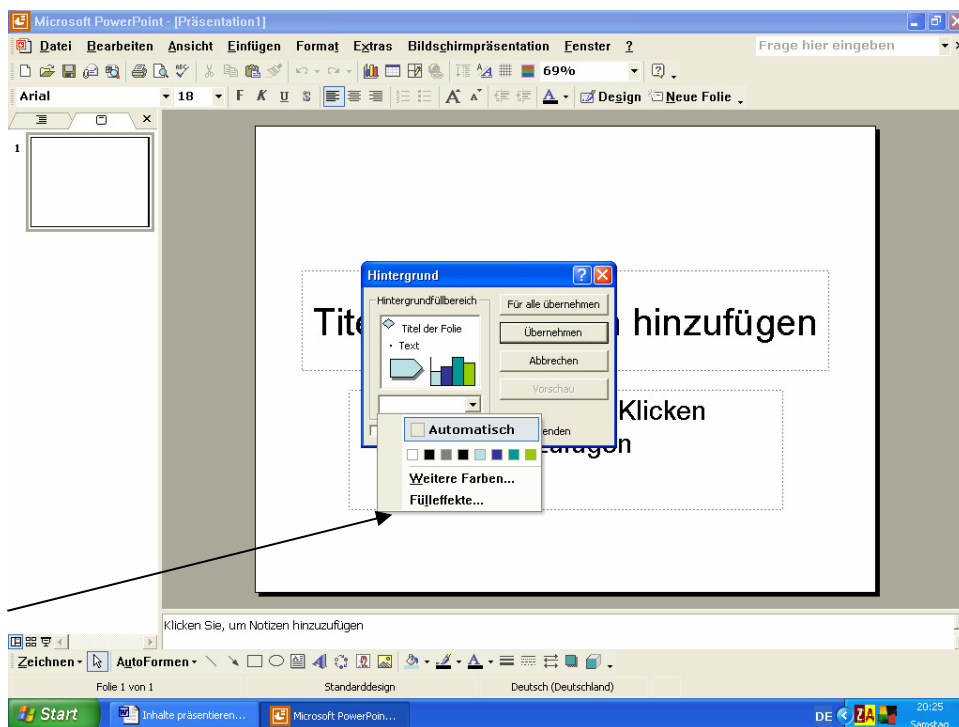 Microsoft PowerPoint - [Präsentation1]
Datei Bearbeiten Ansicht Einfügen Format Extras Bildschirmpräsentation Fenster ? Frage hier eingeben
69%
Arial 18 F K U S Design Neue Folie
1
Titel hinzufügen
Klicken
Hintergrund
Hintergrundfüllbereich
Titel der Folie
• Text
Für alle übernehmen
Übernehmen
Abbrechen
Vorschau
enden
Automatisch
Weitere Farben...
Fülleffekte...
Klicken Sie, um Notizen hinzuzufügen
Zeichnen AutoFormen
Folie 1 von 1 Standarddesign Deutsch (Deutschland)
Start Inhalte präsentieren... Microsoft PowerPoin... DE ZA 20:25
Samstag